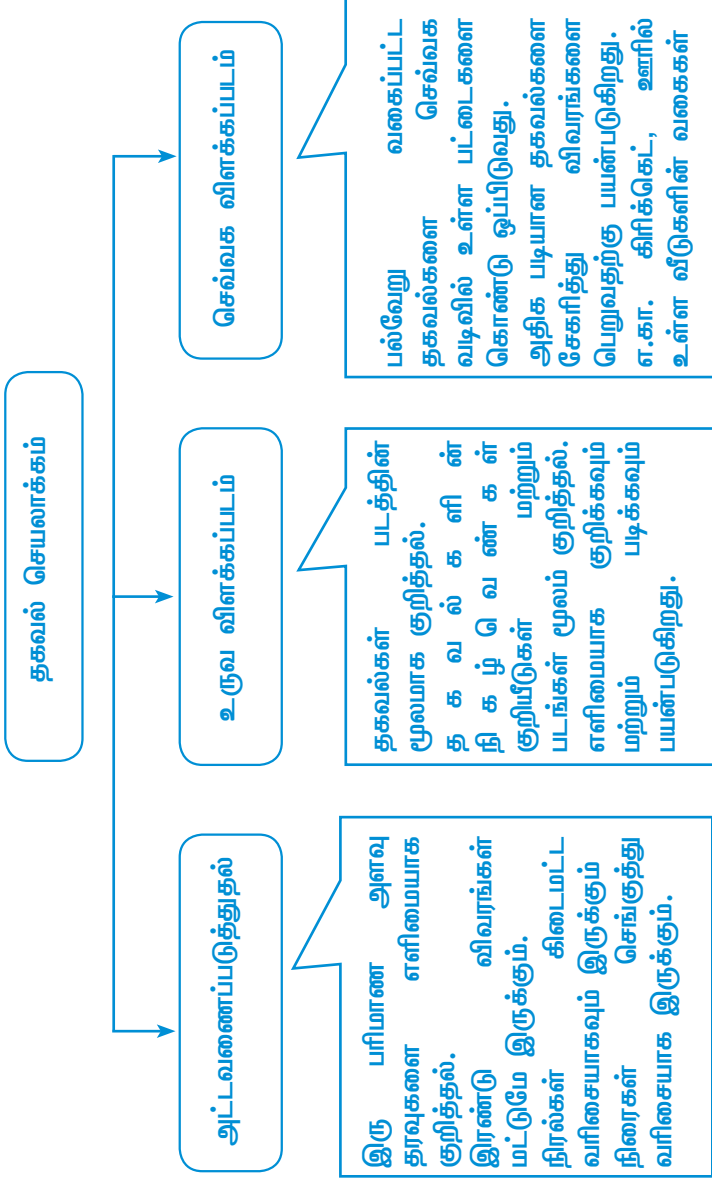 தகவல் செயலாக்கம்
அட்டவணைப்படுத்துதல்
இரு பரிமாண அளவு
தரவுகளை எளிமையாக
குறித்தல்.
இரண்டு விவரங்கள்
மட்டுமே இருக்கும்.
நிரல்கள் கிடைமட்ட
வரிசையாகவும் இருக்கும்
நிரைகள் செங்குத்து
வரிசையாக இருக்கும்.
உருவ விளக்கப்படம்
தகவல்கள் படத்தின்
மூலமாக குறித்தல்.
த க வ ல் க ளி ன்
நி க ழ் வெ ண் க ள்
குறியீடுகள் மற்றும்
படங்கள் மூலம் குறித்தல்.
எளிமையாக குறிக்கவும்
மற்றும் படிக்கவும்
பயன்படுகிறது.
செவ்வக விளக்கப்படம்
பல்வேறு வகைப்பட்ட
தகவல்களை செவ்வக
வடிவில் உள்ள பட்டைகளை
கொண்டு ஒப்பிடுவது.
அதிக படியான தகவல்களை
சேகரித்து விவரங்களை
பெறுவதற்கு பயன்படுகிறது.
எ.கா. கிரிக்கெட், ஊரில்
உள்ள வீடுகளின் வகைகள்